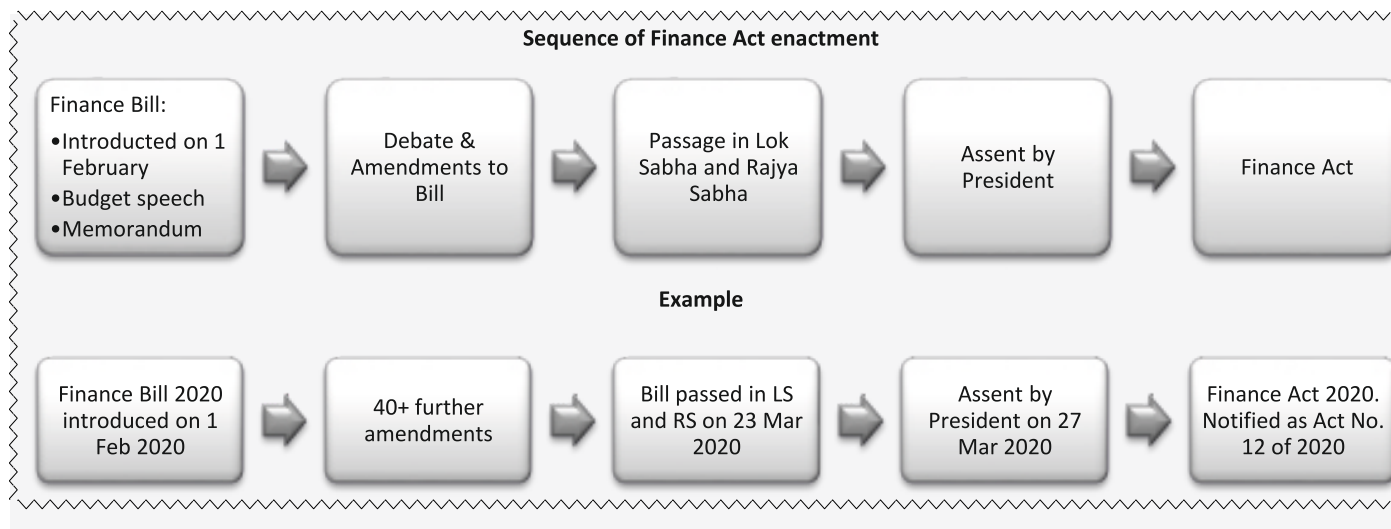 Sequence of Finance Act enactment
Finance Bill:
•Introducted on 1
February
•Budget speech
•Memorandum
Debate &
Amendments to
Bill
Passage in Lok
Sabha and Rajya
Sabha
Assent by
President
Finance Act
Example
Finance Bill 2020
introduced on 1
Feb 2020
40+ further
amendments
Bill passed in LS
and RS on 23 Mar
2020
Assent by
President on 27
Mar 2020
Finance Act 2020.
Notified as Act No.
12 of 2020